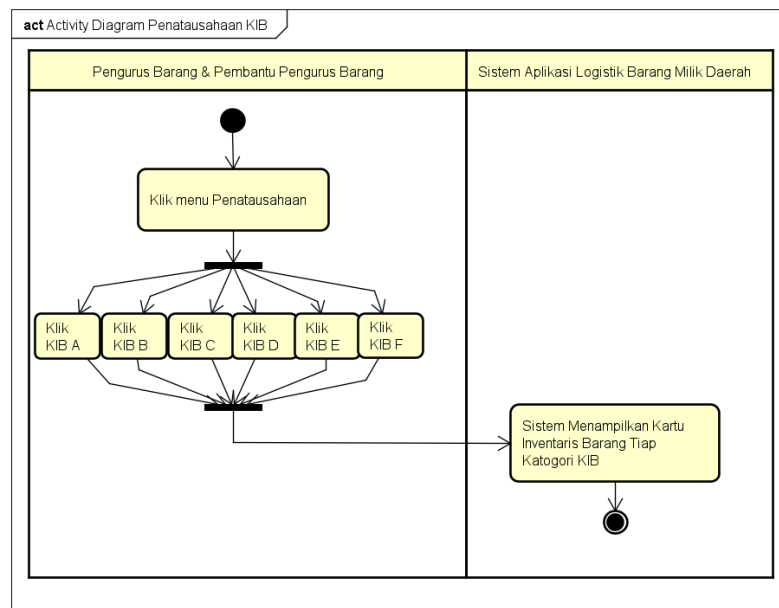 act Activity Diagram Penatausahaan KIB
Pengurus Barang & Pembantu Pengurus Barang
Sistem Aplikasi Logistik Barang Milik Daerah
Klik menu Penatausahaan
Klik
KIB A
Klik
KIB B
Klik
KIB C
Klik
KIB D
Klik
KIB E
Klik
KIB F
Sistem Menampilkan Kartu
Inventaris Barang Tiap
Katogori KIB